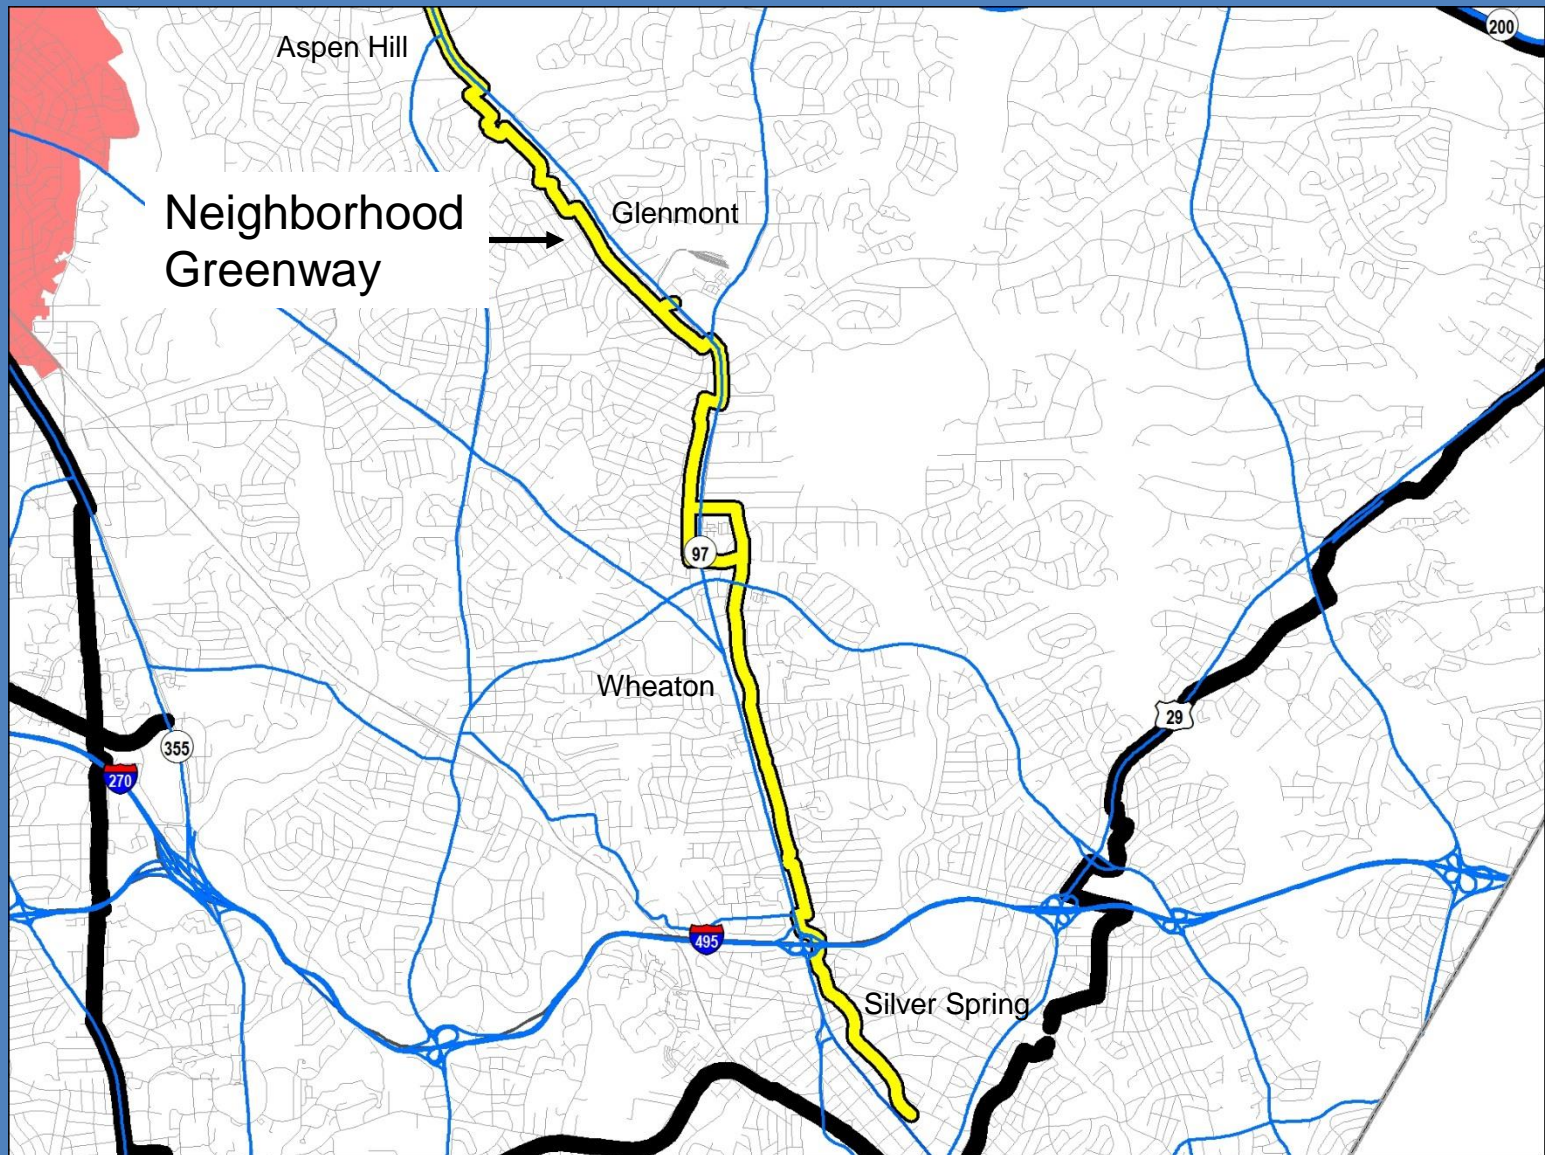 200
Aspen Hill
Neighborhood
Greenway
Glenmont
97
Wheaton
29
355
270
495
Silver Spring